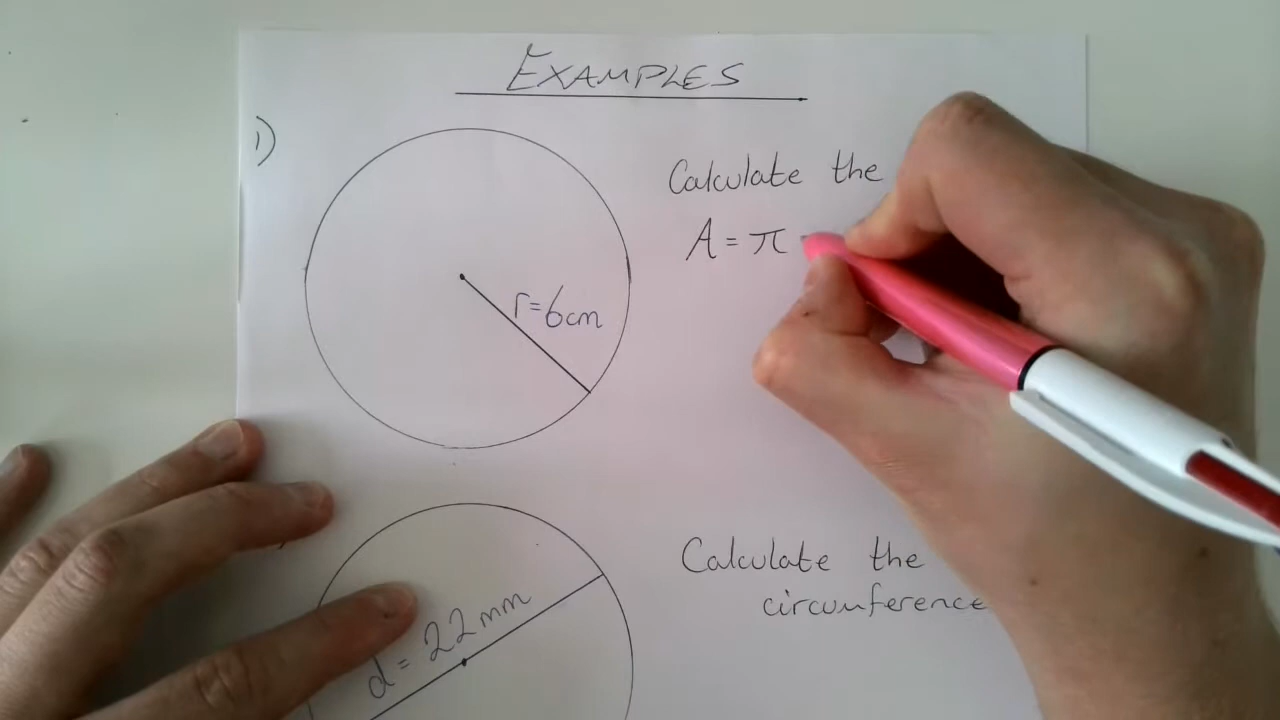 EXAMPLES
1)
Calculate the
A = π
r=6cm
Calculate the
circumference
d = 22mm